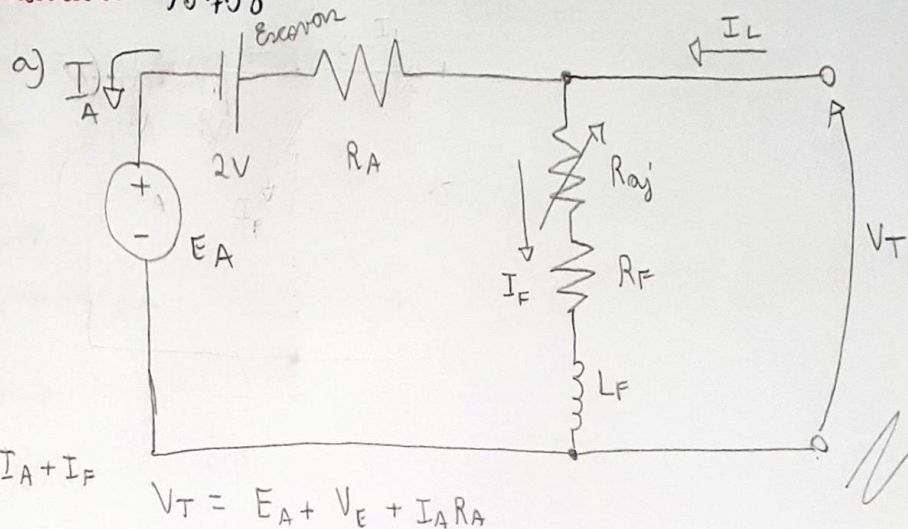 a) I_A
Escovas
I_L
2V
R_A
R_aj
+
-
E_A
I_F
R_F
V_T
L_F
I_A + I_F
V_T = E_A + V_E + I_A R_A